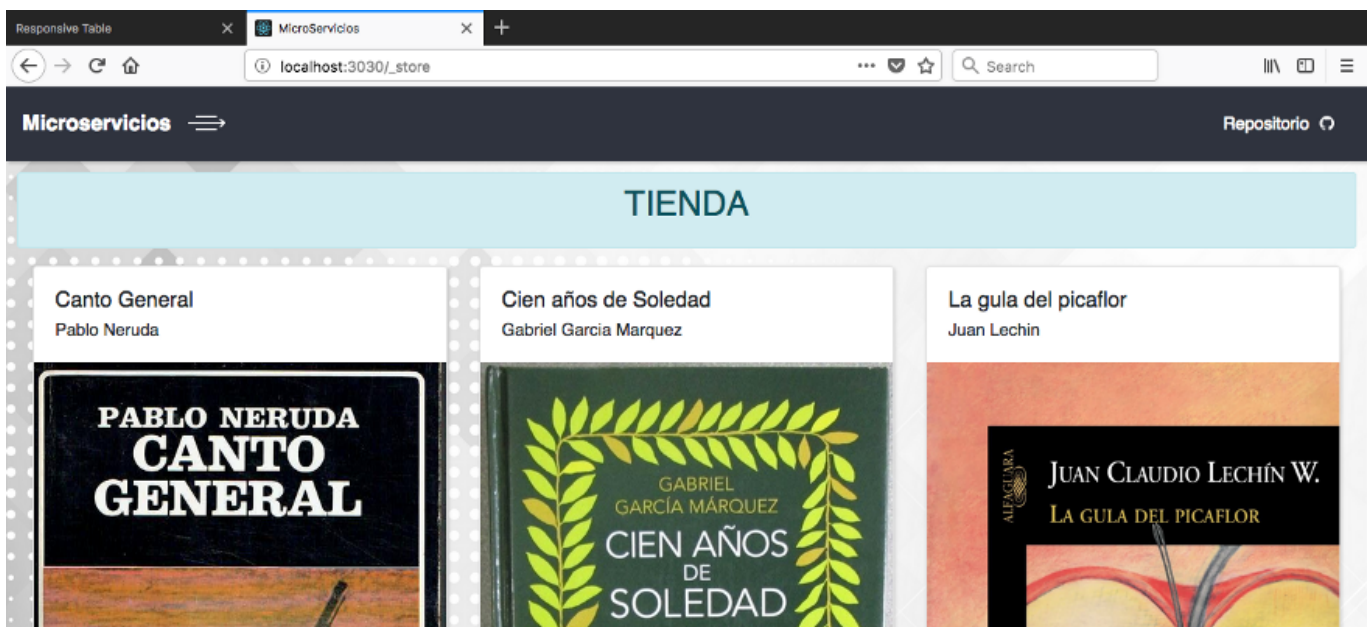 Responsive Table
MicroServicios
localhost:3030/_store
Search
Microservicios
Repositorio
TIENDA
Canto General
Pablo Neruda
Cien años de Soledad
Gabriel Garcia Marquez
La gula del picaflor
Juan Lechin
PABLO NERUDA
CANTO
GENERAL
GABRIEL
GARCÍA MÁRQUEZ
CIEN AÑOS
DE
SOLEDAD
ALFAGUARA
JUAN CLAUDIO LECHÍN W.
LA GULA DEL PICAFLOR